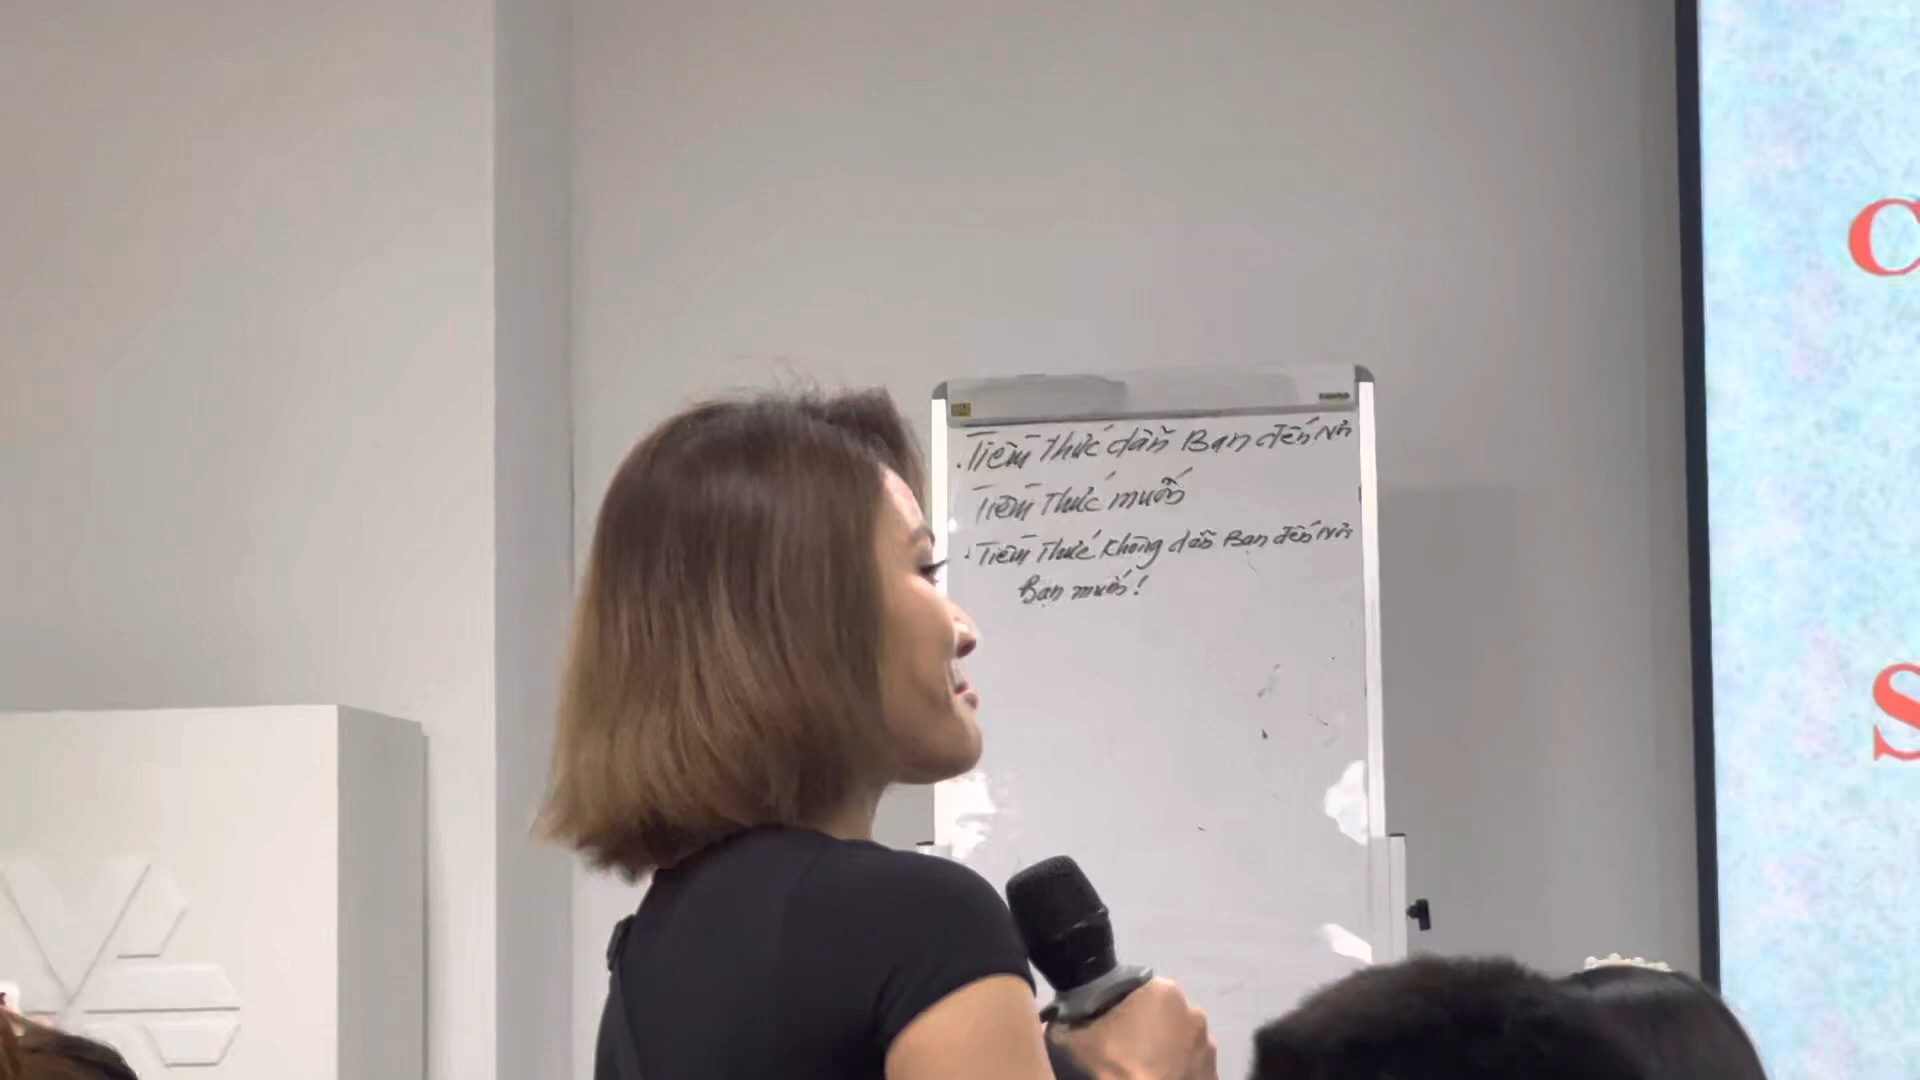 . Tiềm Thức dẫn Bạn đến Nơi
Tiềm Thức muốn
. Tiềm Thức Không dẫn Bạn đến Nơi
Bạn muốn!
C
S